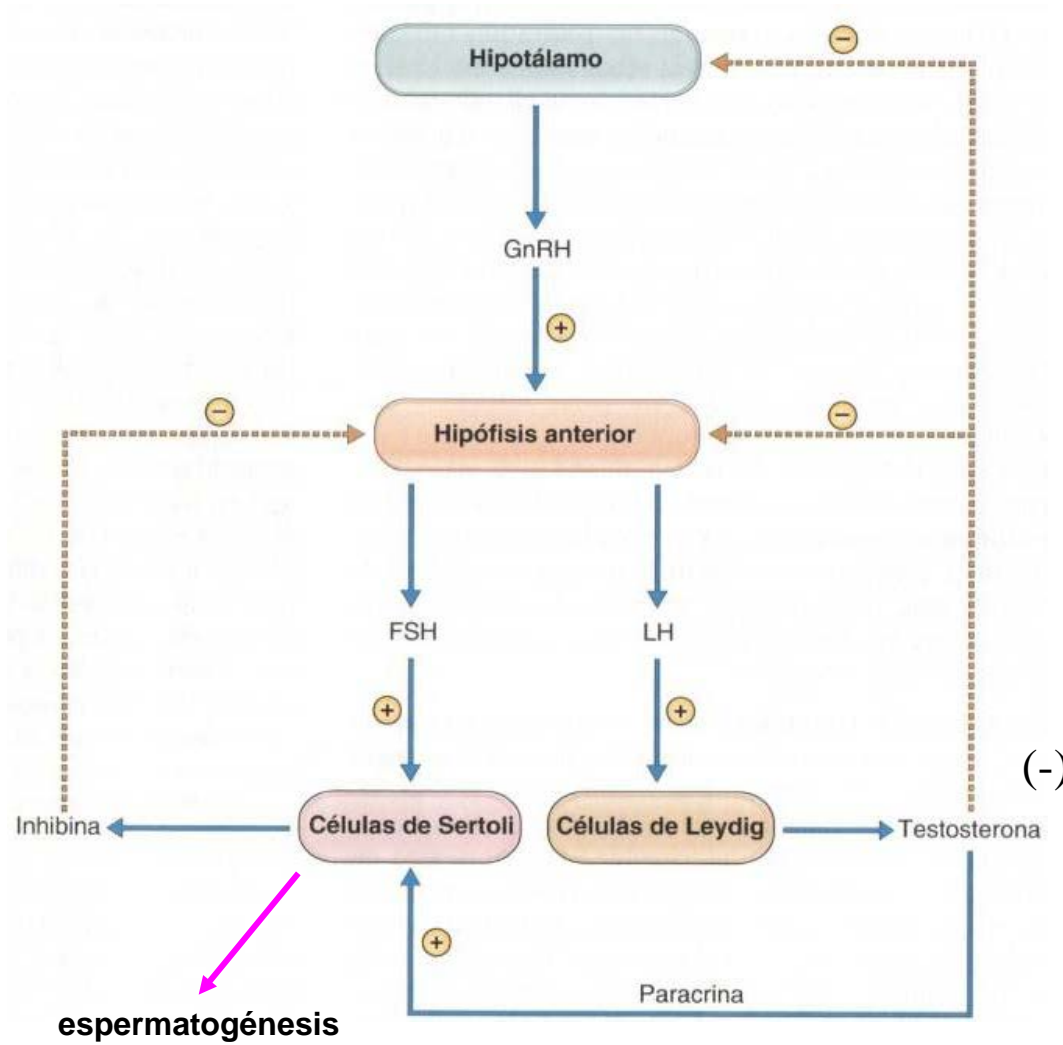 −
Hipotálamo
GnRH
+
−
−
Hipófisis anterior
FSH
LH
+
+
(-)
Inhibina
Células de Sertoli
Células de Leydig
Testosterona
+
Paracrina
espermatogénesis